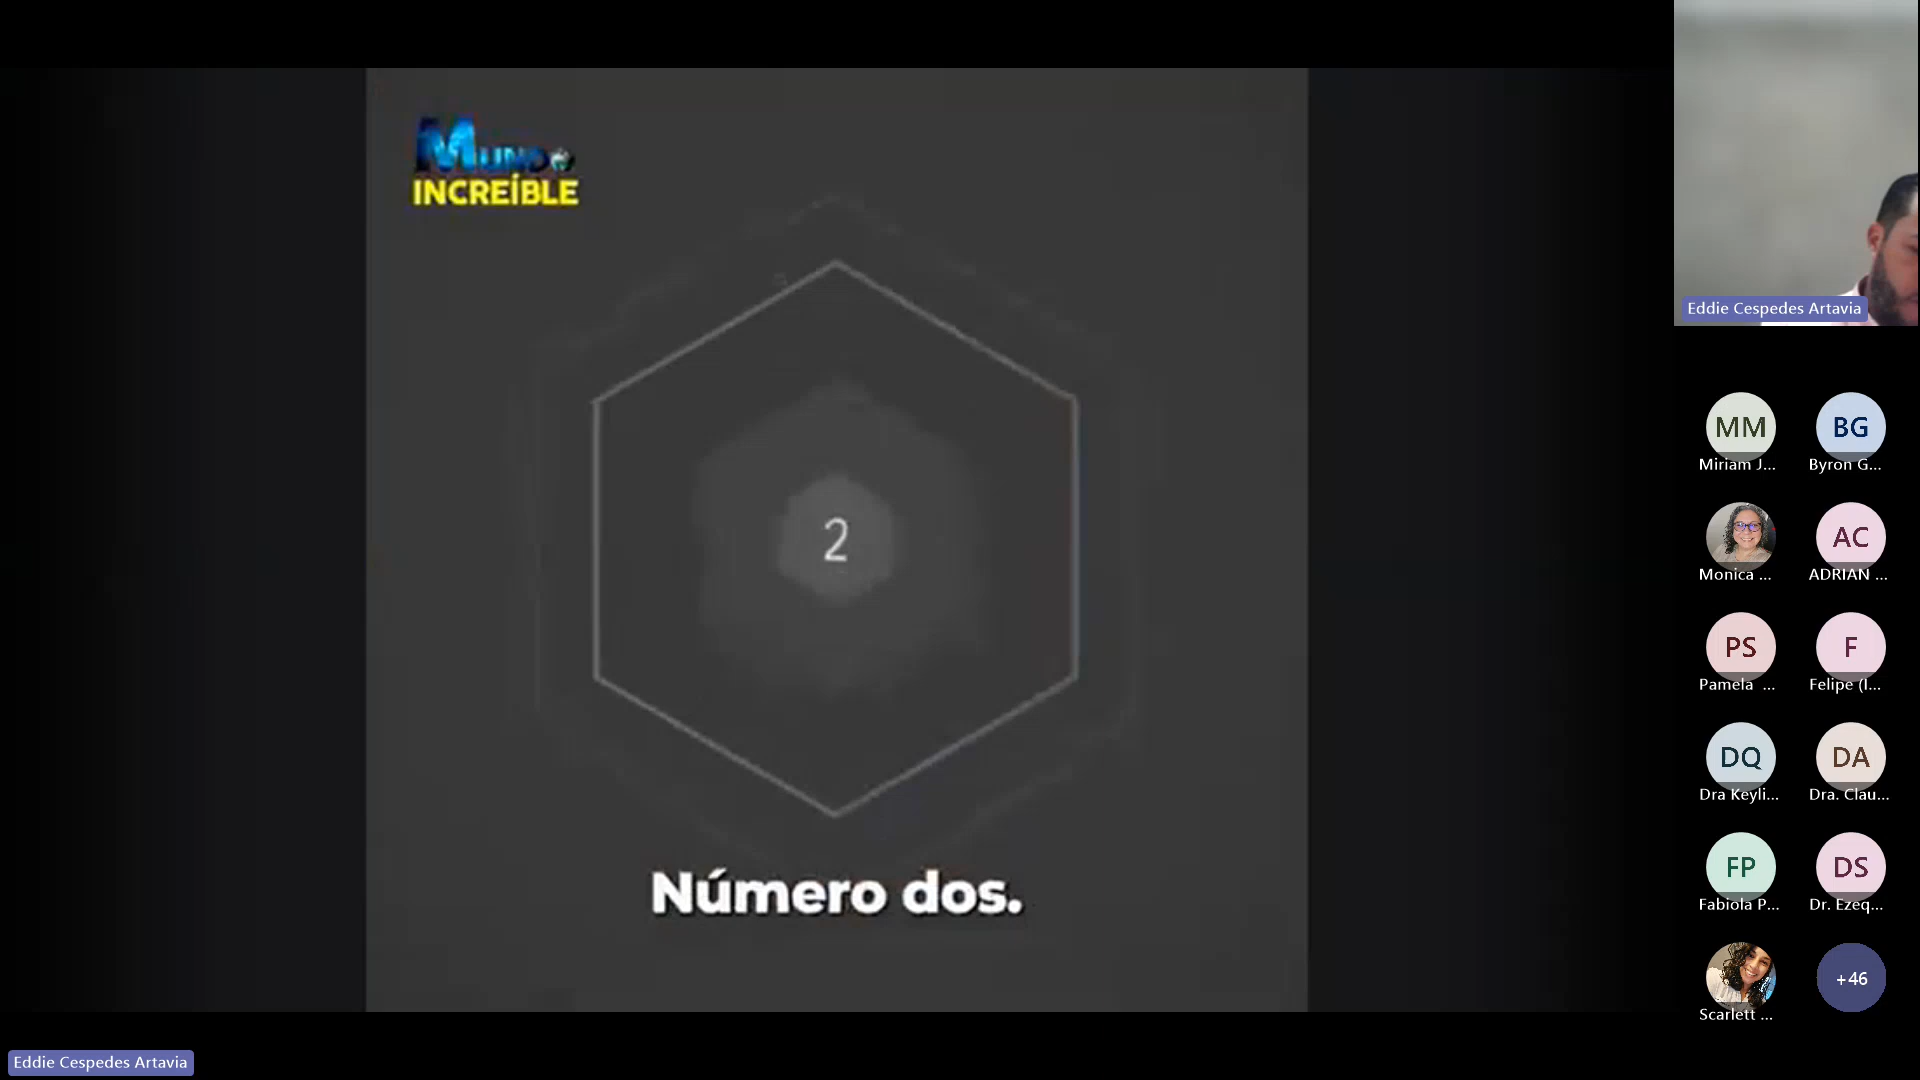 MUNDO
INCREÍBLE
2
Número dos.
Eddie Cespedes Artavia
MM
Miriam J...
BG
Byron G...
Monica ...
AC
ADRIAN ...
PS
Pamela ...
F
Felipe (I...
DQ
Dra Keyli...
DA
Dra. Clau...
FP
Fabiola P...
DS
Dr. Ezeq...
Scarlett ...
+46
Eddie Cespedes Artavia